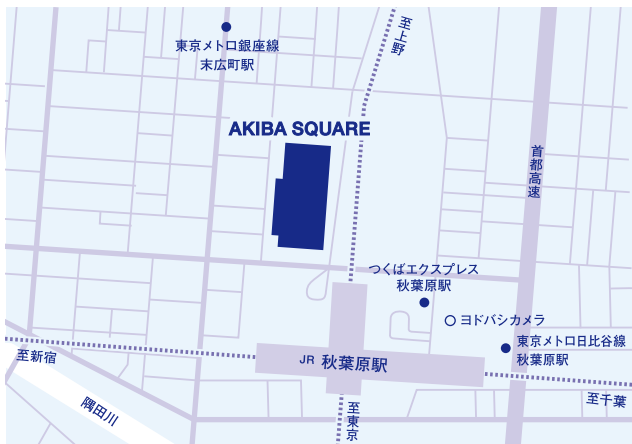 東京メトロ銀座線
末広町駅
至上野
AKIBA SQUARE
首都高速
つくばエクスプレス
秋葉原駅
ヨドバシカメラ
東京メトロ日比谷線
秋葉原駅
至新宿
JR 秋葉原駅
至千葉
隅田川
至東京